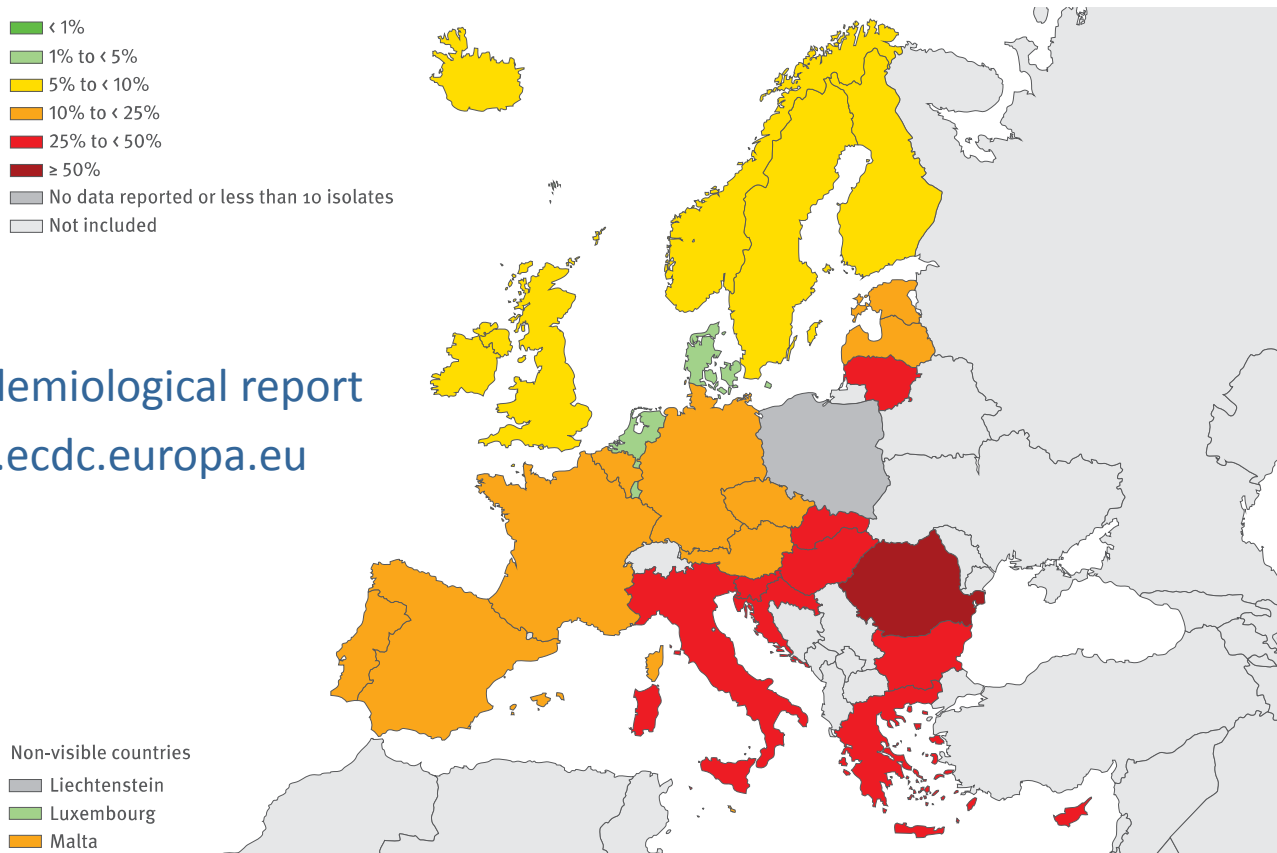 < 1%
1% to < 5%
5% to < 10%
10% to < 25%
25% to < 50%
≥ 50%
No data reported or less than 10 isolates
Not included
lemiological report
.ecdc.europa.eu
Non-visible countries
Liechtenstein
Luxembourg
Malta